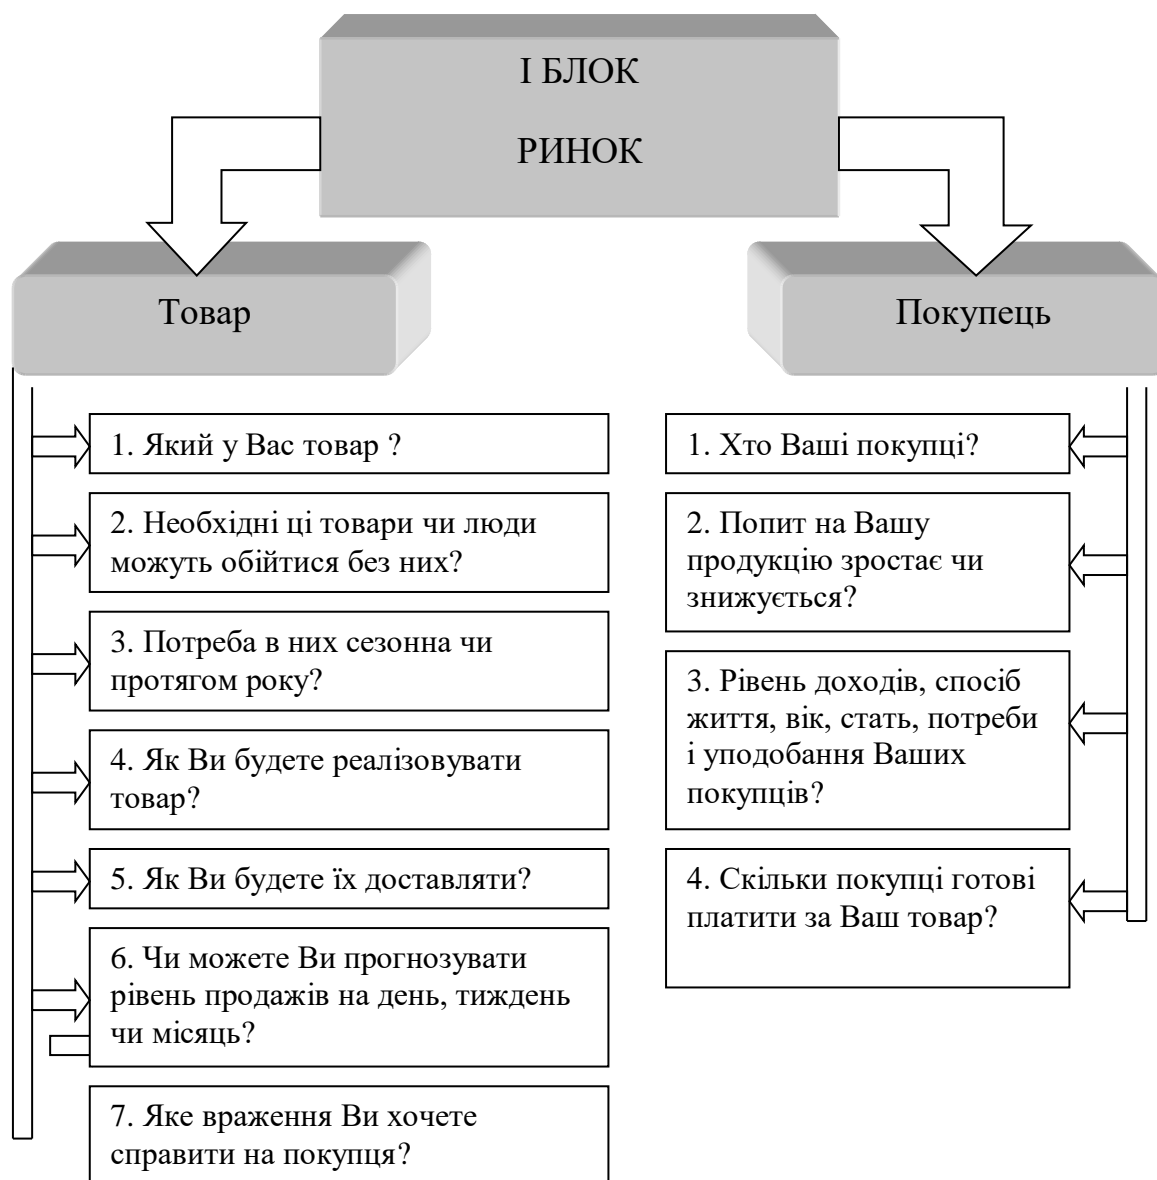 І БЛОК
РИНОК
Товар
1. Який у Вас товар ?
2. Необхідні ці товари чи люди
можуть обійтися без них?
3. Потреба в них сезонна чи
протягом року?
4. Як Ви будете реалізовувати
товар?
5. Як Ви будете їх доставляти?
6. Чи можете Ви прогнозувати
рівень продажів на день, тиждень
чи місяць?
7. Яке враження Ви хочете
справити на покупця?
Покупець
1. Хто Ваші покупці?
2. Попит на Вашу
продукцію зростає чи
знижується?
3. Рівень доходів, спосіб
життя, вік, стать, потреби
і уподобання Ваших
покупців?
4. Скільки покупці готові
платити за Ваш товар?